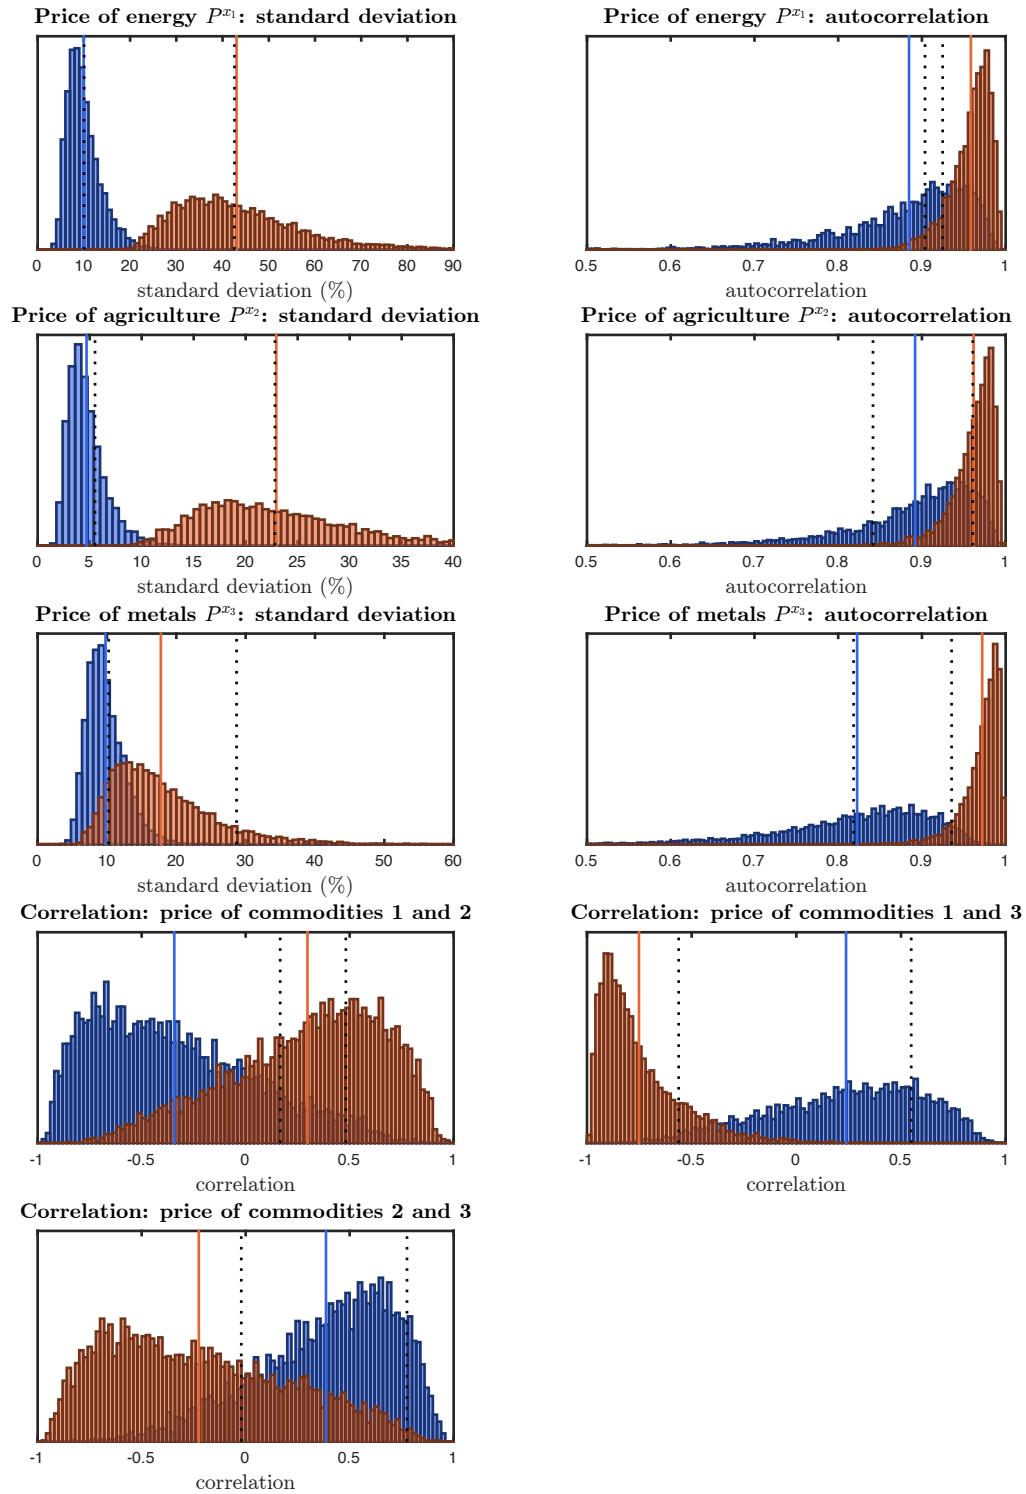 Price of energy P^{x_1}: standard deviation
0 10 20 30 40 50 60 70 80 90
standard deviation (%)
Price of energy P^{x_1}: autocorrelation
0.5 0.6 0.7 0.8 0.9 1
autocorrelation
Price of agriculture P^{x_2}: standard deviation
0 5 10 15 20 25 30 35 40
standard deviation (%)
Price of agriculture P^{x_2}: autocorrelation
0.5 0.6 0.7 0.8 0.9 1
autocorrelation
Price of metals P^{x_3}: standard deviation
0 10 20 30 40 50 60
standard deviation (%)
Price of metals P^{x_3}: autocorrelation
0.5 0.6 0.7 0.8 0.9 1
autocorrelation
Correlation: price of commodities 1 and 2
-1 -0.5 0 0.5 1
correlation
Correlation: price of commodities 1 and 3
-1 -0.5 0 0.5 1
correlation
Correlation: price of commodities 2 and 3
-1 -0.5 0 0.5 1
correlation